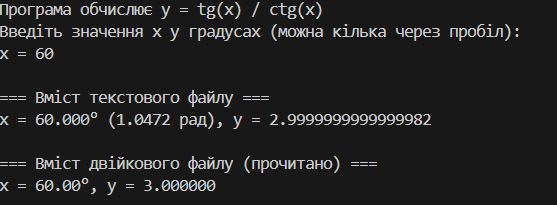 Програма обчислює y = tg(x) / ctg(x)
Введіть значення x у градусах (можна кілька через пробіл):
x = 60
=== Вміст текстового файлу ===
x = 60.000° (1.0472 рад), y = 2.9999999999999982
=== Вміст двійкового файлу (прочитано) ===
x = 60.00°, y = 3.000000